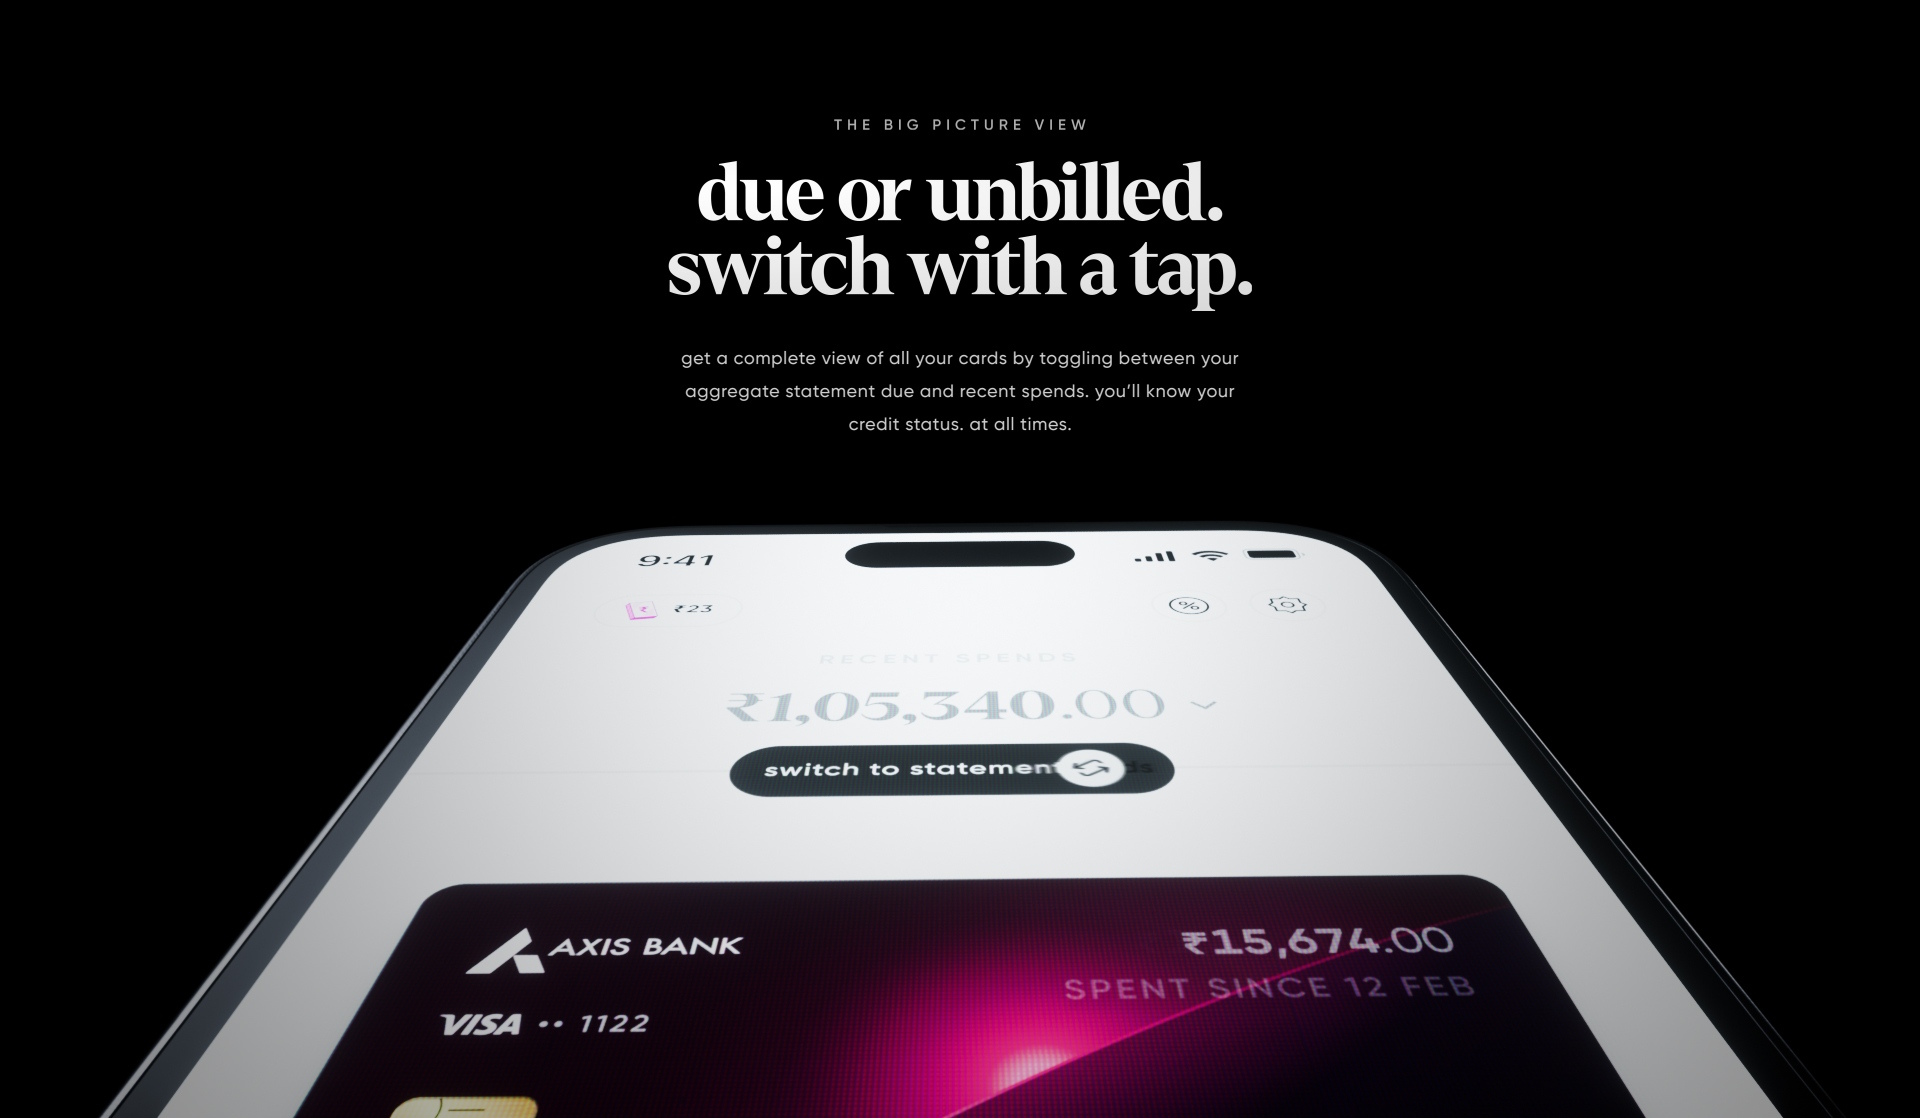 THE BIG PICTURE VIEW
due or unbilled.
switch with a tap.
get a complete view of all your cards by toggling between your
aggregate statement due and recent spends. you’ll know your
credit status. at all times.
9:41
₹23
RECENT SPENDS
₹1,05,340.00
switch to statement
AXIS BANK
₹15,674.00
SPENT SINCE 12 FEB
VISA •• 1122